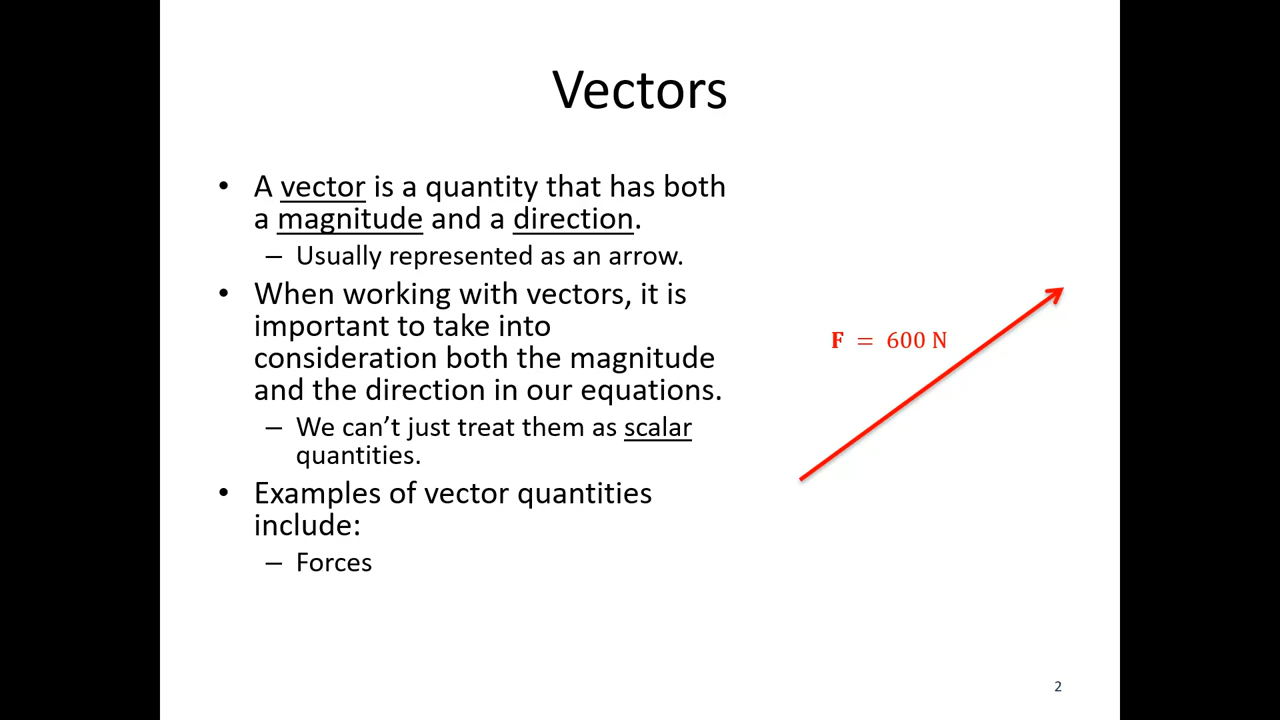 Vectors
• A vector is a quantity that has both
a magnitude and a direction.
– Usually represented as an arrow.
• When working with vectors, it is
important to take into
consideration both the magnitude
and the direction in our equations.
– We can’t just treat them as scalar
quantities.
• Examples of vector quantities
include:
– Forces
F = 600 N
2